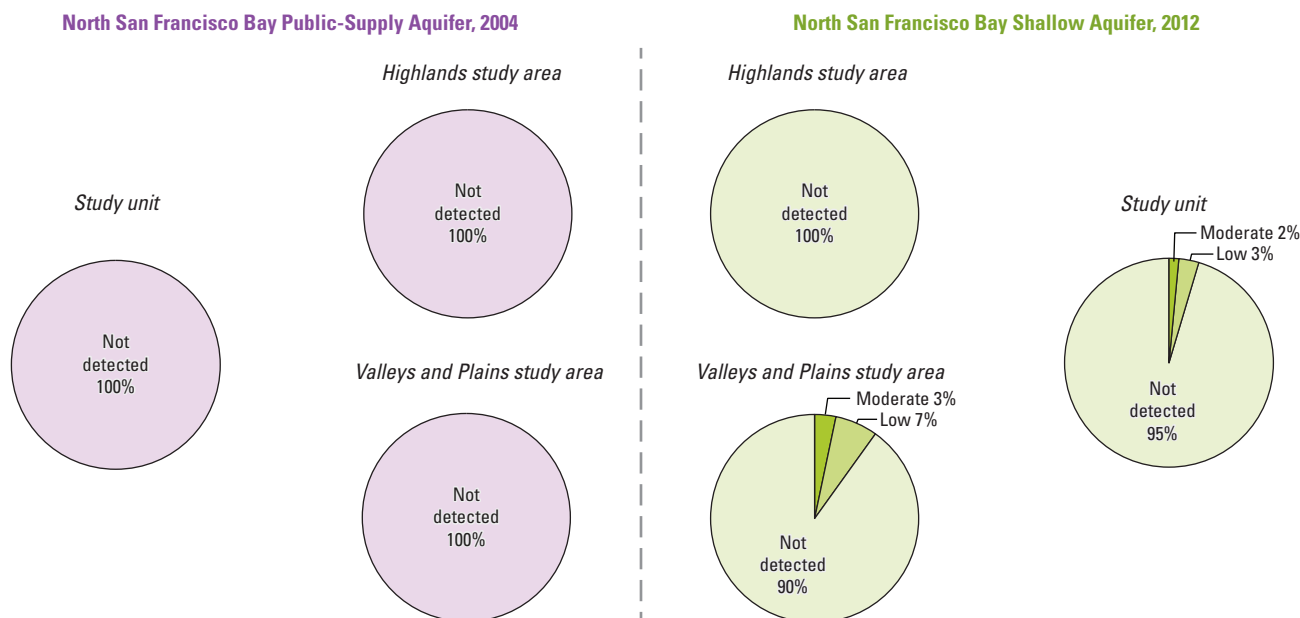 North San Francisco Bay Public-Supply Aquifer, 2004
Study unit
Not
detected
100%
Highlands study area
Not
detected
100%
Valleys and Plains study area
Not
detected
100%
North San Francisco Bay Shallow Aquifer, 2012
Highlands study area
Not
detected
100%
Valleys and Plains study area
Moderate 3%
Low 7%
Not
detected
90%
Study unit
Moderate 2%
Low 3%
Not
detected
95%